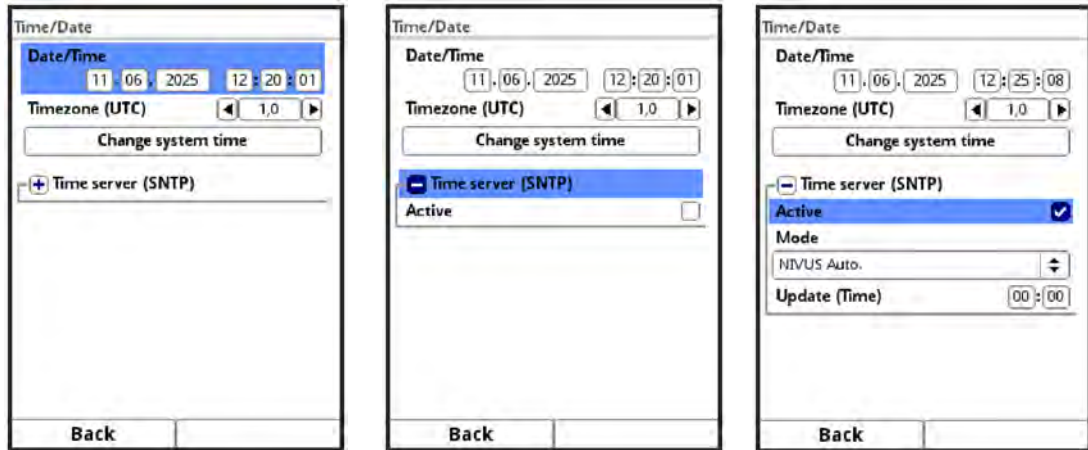 Time/Date
Date/Time
11 . 06 . 2025 12 : 20 : 01
Timezone (UTC) 1,0
Change system time
Time server (SNTP)
Back
Time/Date
Date/Time
11 . 06 . 2025 12 : 20 : 01
Timezone (UTC) 1,0
Change system time
Time server (SNTP)
Active
Back
Time/Date
Date/Time
11 . 06 . 2025 12 : 25 : 08
Timezone (UTC) 1,0
Change system time
Time server (SNTP)
Active
Mode
NIVUS Auto.
Update (Time) 00 : 00
Back